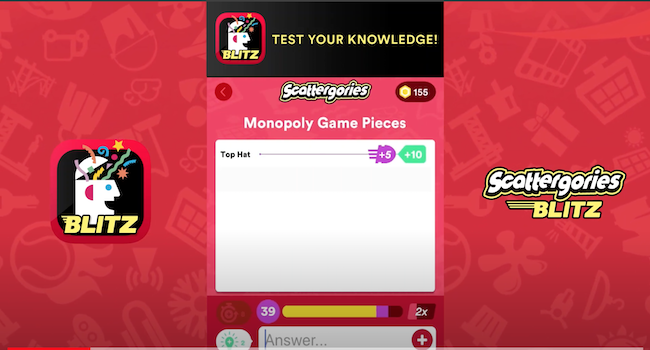 BLITZ
TEST YOUR KNOWLEDGE!
Scattergories
155
Monopoly Game Pieces
Top Hat
+5
+10
BLITZ
Scattergories
BLITZ
39
2x
Answer...
+